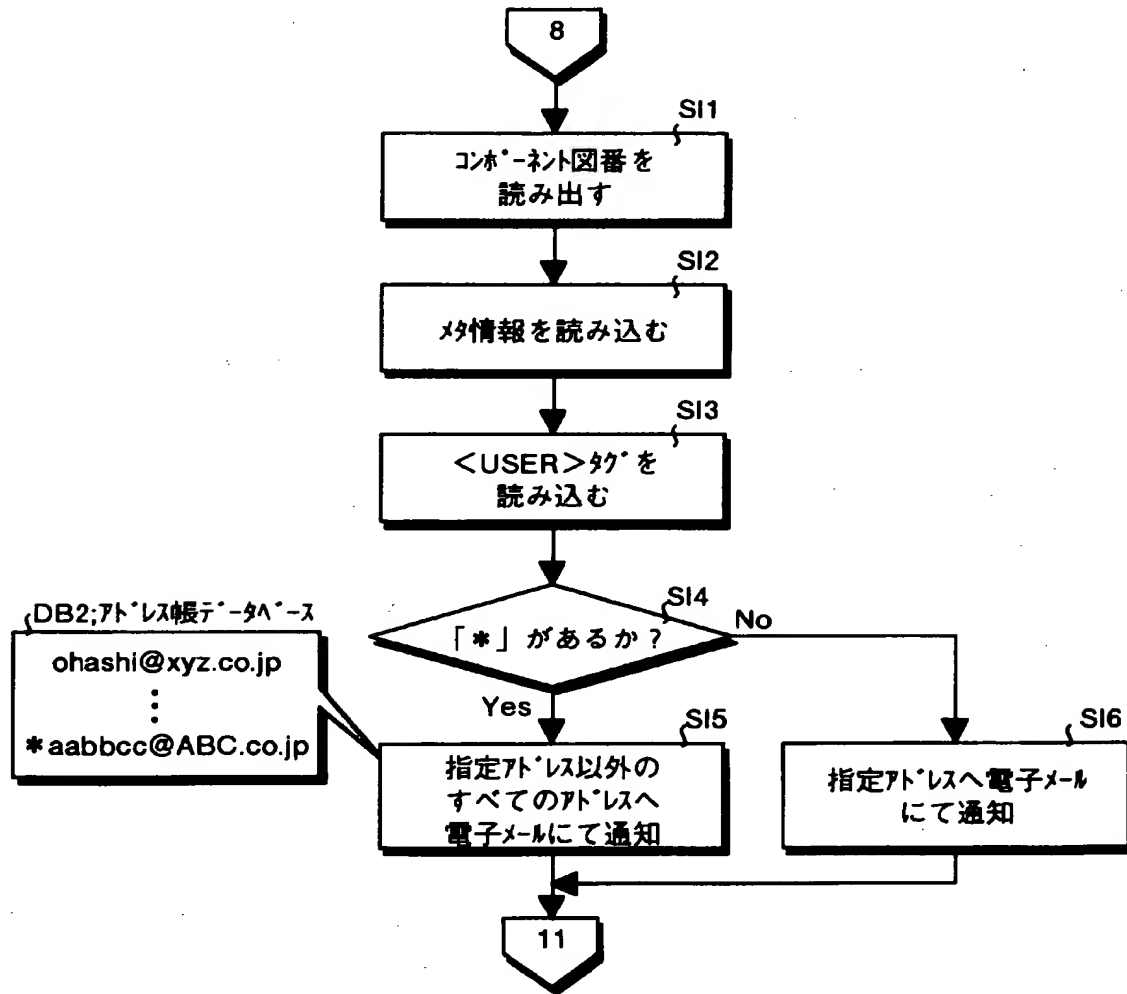 8
SI1
コンポーネント図番を
読み出す
SI2
メタ情報を読み込む
SI3
＜USER＞タグを
読み込む
SI4
「＊」があるか？
No
Yes
DB2;アドレス帳データベース
ohashi@xyz.co.jp
⋮
＊aabbcc@ABC.co.jp
SI5
指定アドレス以外の
すべてのアドレスへ
電子メールにて通知
SI6
指定アドレスへ電子メール
にて通知
11